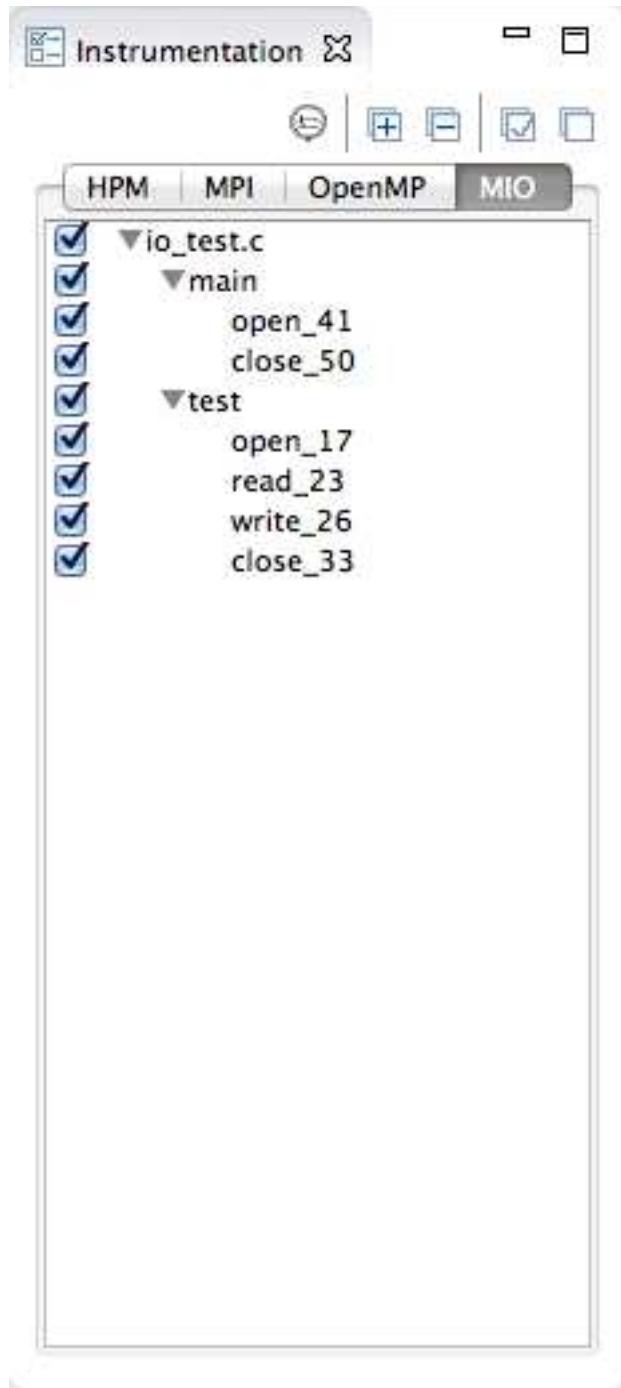 Instrumentation
HPM MPI OpenMP MIO
io_test.c
main
open_41
close_50
test
open_17
read_23
write_26
close_33